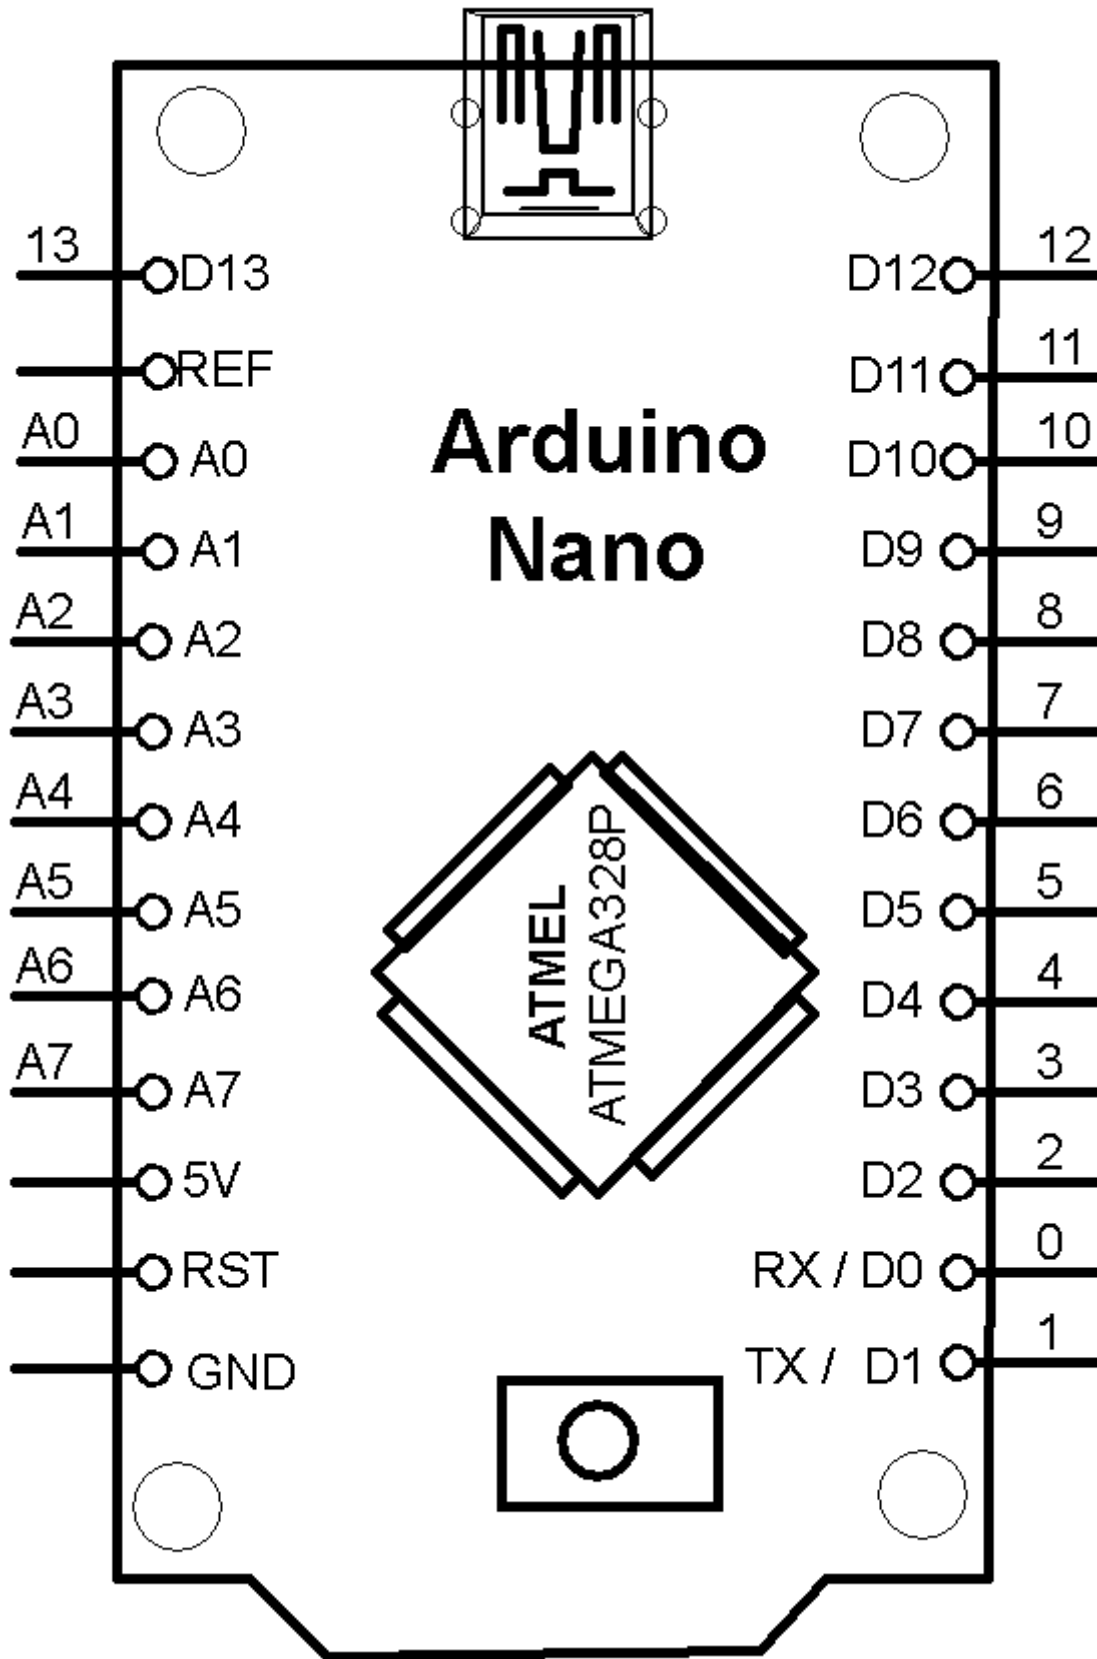 13 D13 D12 12
REF D11 11
A0 A0 D10 10
Arduino
Nano
A1 A1 D9 9
A2 A2 D8 8
A3 A3 D7 7
A4 A4 D6 6
A5 A5 D5 5
ATMEL
ATMEGA328P
A6 A6 D4 4
A7 A7 D3 3
5V D2 2
RST RX / D0 0
GND TX / D1 1